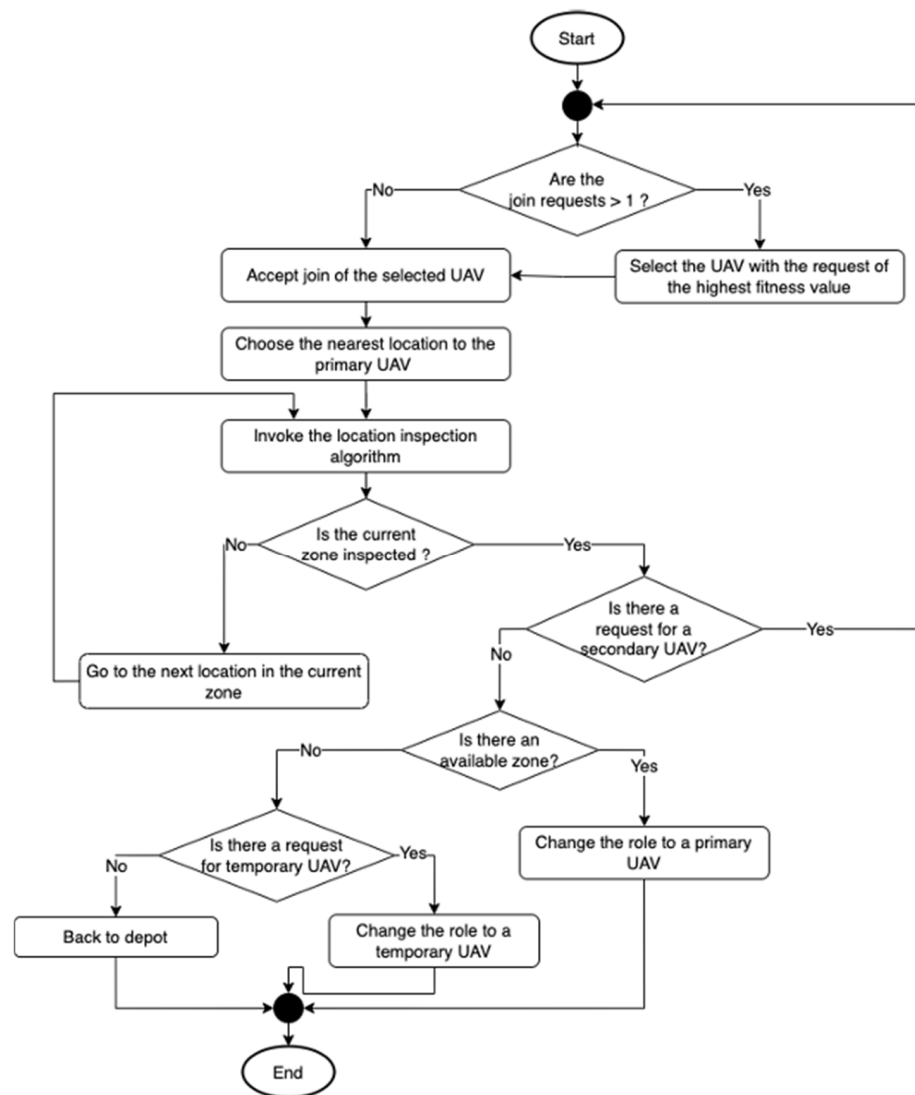 Start
Are the
join requests > 1 ?
No
Yes
Accept join of the selected UAV
Select the UAV with the request of
the highest fitness value
Choose the nearest location to the
primary UAV
Invoke the location inspection
algorithm
Is the current
zone inspected ?
No
Yes
Is there a
request for a
secondary UAV?
Yes
No
Go to the next location in the current
zone
Is there an
available zone?
No
Yes
Is there a request
for temporary UAV?
No
Yes
Change the role to a primary
UAV
Back to depot
Change the role to a
temporary UAV
End